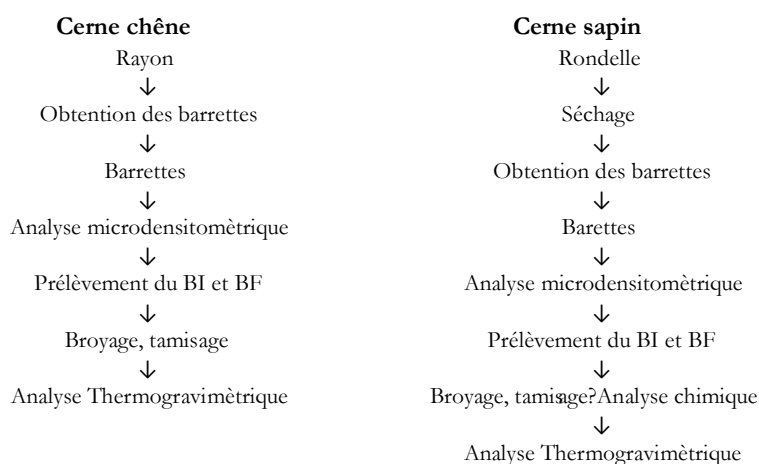 Cerne chêne
Rayon
↓
Obtention des barrettes
↓
Barrettes
↓
Analyse microdensitomètrique
↓
Prélèvement du BI et BF
↓
Broyage, tamisage
↓
Analyse Thermogravimètrique
Cerne sapin
Rondelle
↓
Séchage
↓
Obtention des barrettes
↓
Barettes
↓
Analyse microdensitomètrique
↓
Prélèvement du BI et BF
↓
Broyage, tamisage?Analyse chimique
↓
Analyse Thermogravimètrique